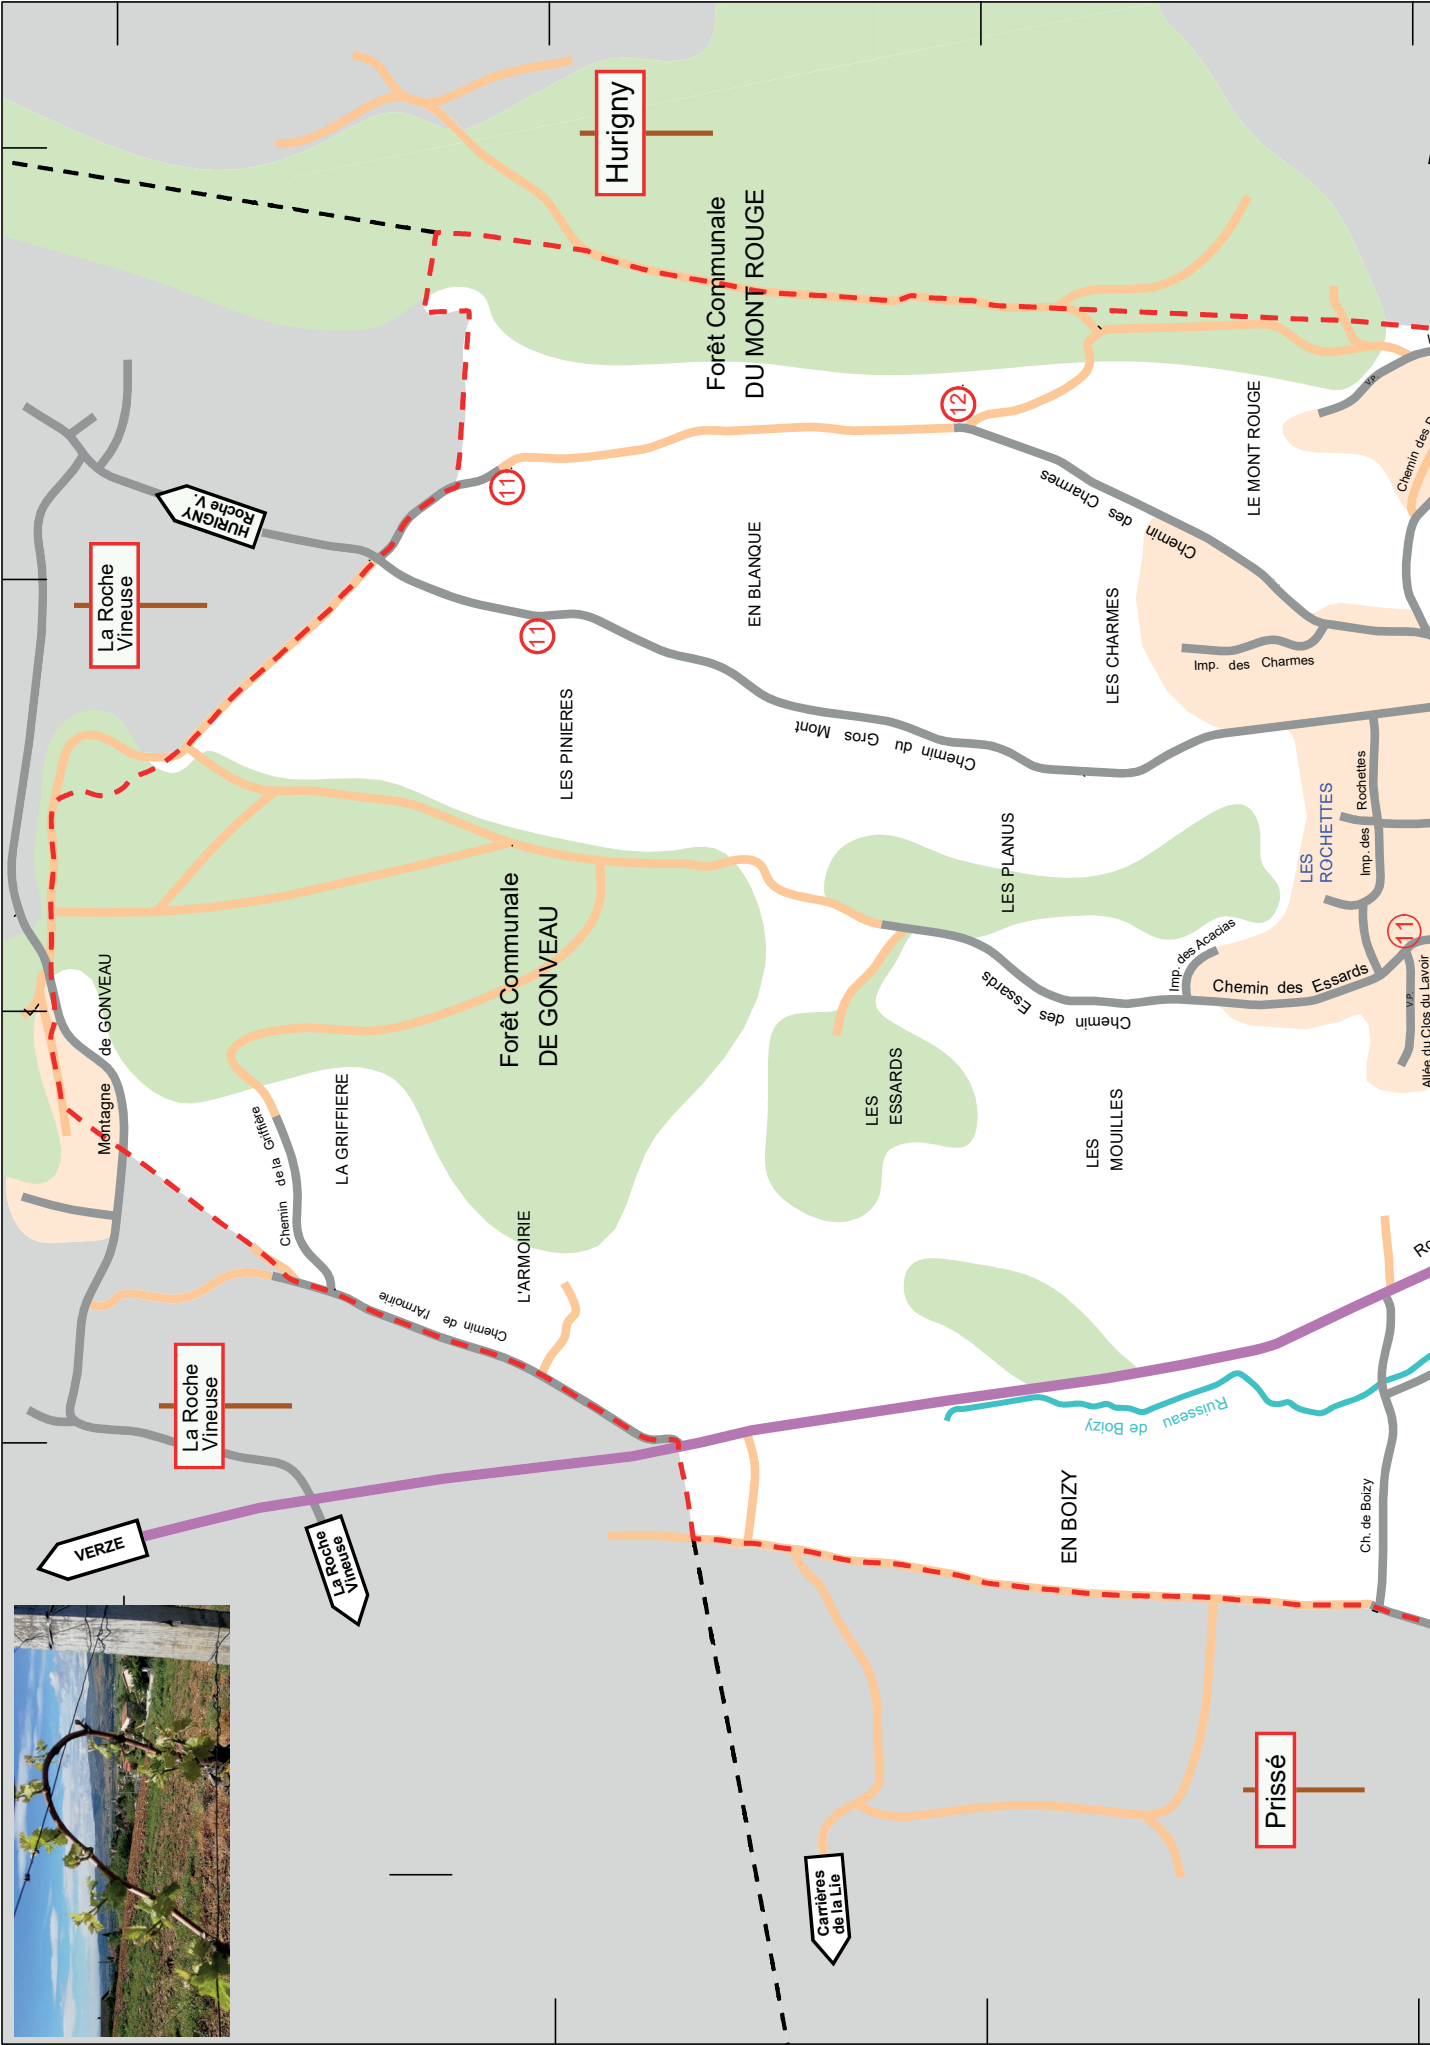 Hurigny
Forêt Communale
DU MONT ROUGE
HURIGNY
Roche V.
La Roche
Vineuse
11
12
11
Chemin des Charmes
LE MONT ROUGE
V.P.
Chemin des
EN BLANQUE
LES CHARMES
Imp. des Charmes
LES PINIERES
Chemin du Gros Mont
LES PLANUS
LES
ROCHETTES
Imp. des Rochettes
Forêt Communale
DE GONVEAU
Montagne de GONVEAU
Imp. des Acacias
Chemin des Essards
Chemin des Essards
11
V.P.
Allée du Clos du Lavoir
LES
ESSARDS
LES
MOUILLES
Chemin de la Griffière
LA GRIFFIERE
L'ARMOIRIE
Chemin de l'Armoirie
La Roche
Vineuse
VERZE
La Roche
Vineuse
Ruisseau
de Boizy
EN BOIZY
Ch. de Boizy
Carrières
de la Lie
Prissé